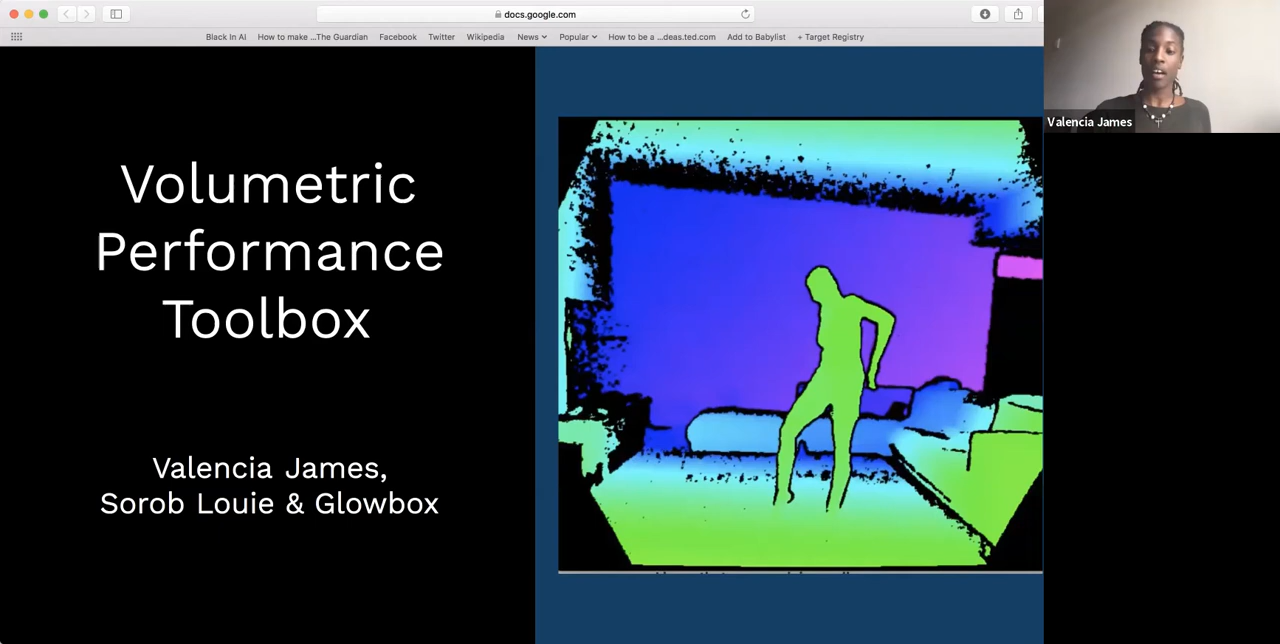 docs.google.com
Black In AI How to make ...The Guardian Facebook Twitter Wikipedia News Popular How to be a ...deas.ted.com Add to Babylist + Target Registry
Valencia James
Volumetric
Performance
Toolbox
Valencia James,
Sorob Louie & Glowbox